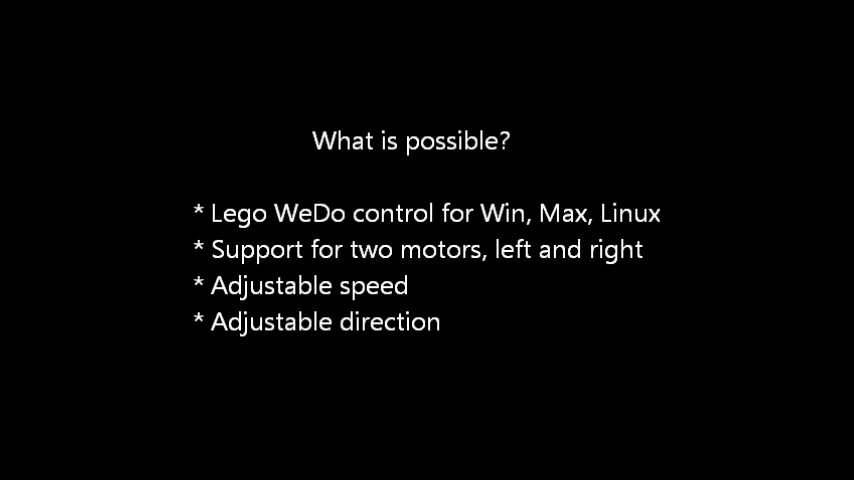 What is possible?
* Lego WeDo control for Win, Max, Linux
* Support for two motors, left and right
* Adjustable speed
* Adjustable direction